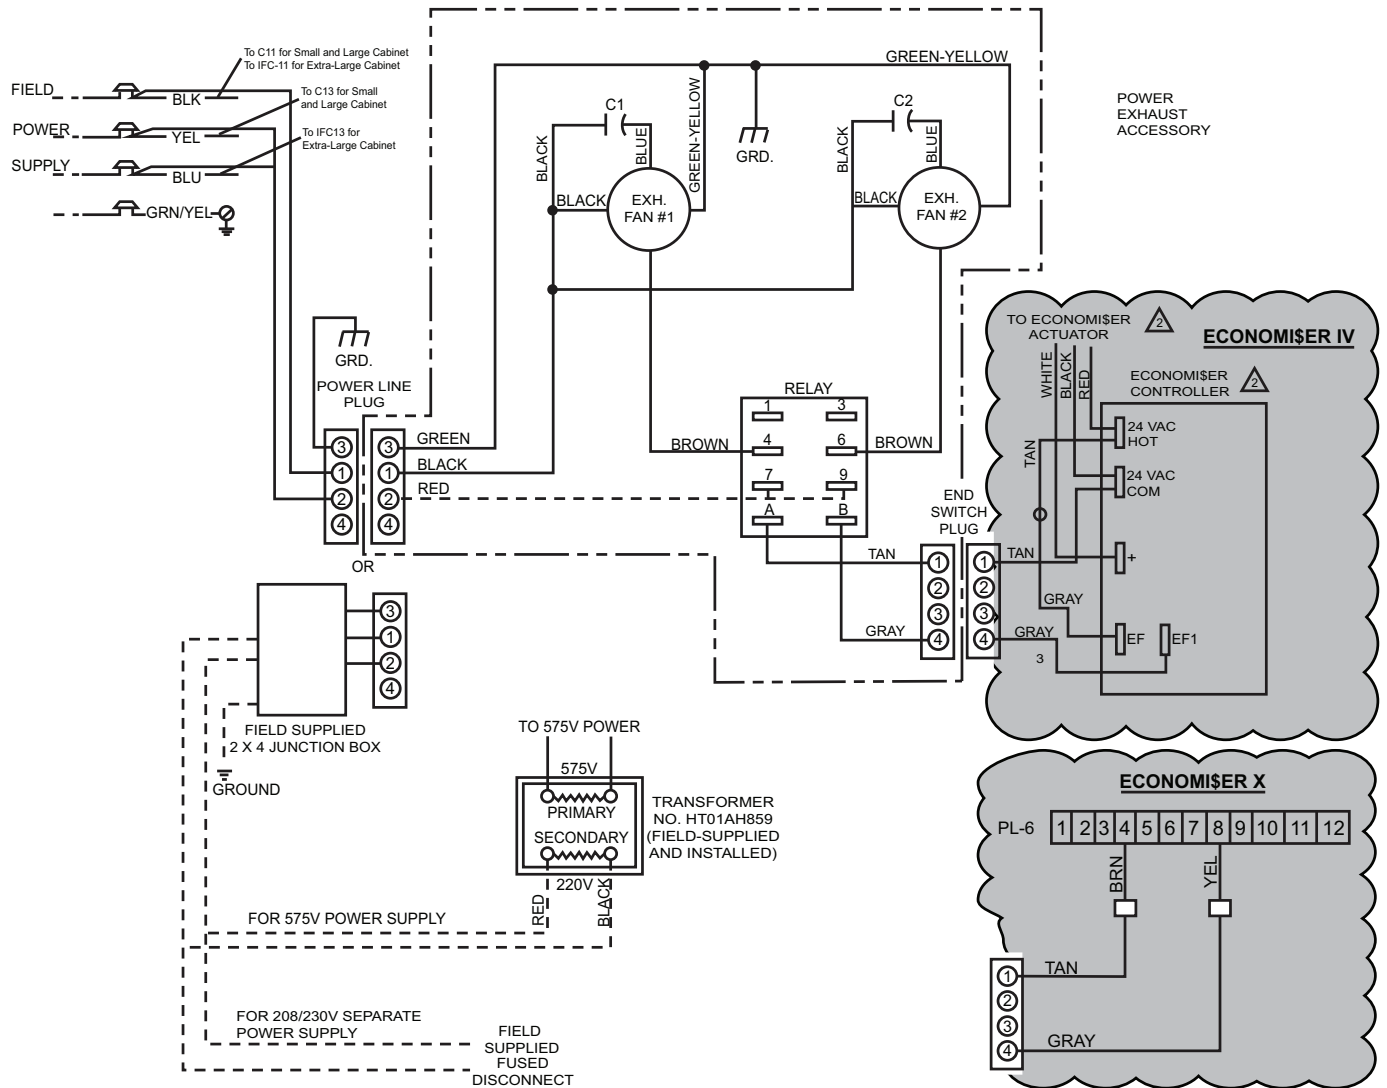 To C11 for Small and Large Cabinet
To IFC-11 for Extra-Large Cabinet
FIELD
BLK
To C13 for Small
and Large Cabinet
POWER
YEL
To IFC13 for
Extra-Large Cabinet
SUPPLY
BLU
GRN/YEL
GREEN-YELLOW
POWER
EXHAUST
ACCESSORY
C1
C2
BLACK
BLUE
GREEN-YELLOW
GRD.
BLACK
BLUE
BLACK
EXH.
FAN #1
BLACK
EXH.
FAN #2
GRD.
POWER LINE
PLUG
3
1
2
4
3
1
2
4
GREEN
BLACK
RED
OR
RELAY
1
3
BROWN
4
6
BROWN
7
9
A
B
END
SWITCH
PLUG
TAN
GRAY
1
2
3
4
1
2
3
4
TO ECONOMI$ER
ACTUATOR
2
ECONOMI$ER IV
WHITE
BLACK
RED
ECONOMI$ER
CONTROLLER
2
TAN
24 VAC
HOT
24 VAC
COM
TAN
+
GRAY
GRAY
3
EF
EF1
3
1
2
4
FIELD SUPPLIED
2 X 4 JUNCTION BOX
GROUND
TO 575V POWER
575V
PRIMARY
SECONDARY
220V
TRANSFORMER
NO. HT01AH859
(FIELD-SUPPLIED
AND INSTALLED)
RED
BLACK
FOR 575V POWER SUPPLY
FOR 208/230V SEPARATE
POWER SUPPLY
FIELD
SUPPLIED
FUSED
DISCONNECT
ECONOMI$ER X
PL-6 1 2 3 4 5 6 7 8 9 10 11 12
BRN
YEL
1
2
3
4
TAN
GRAY